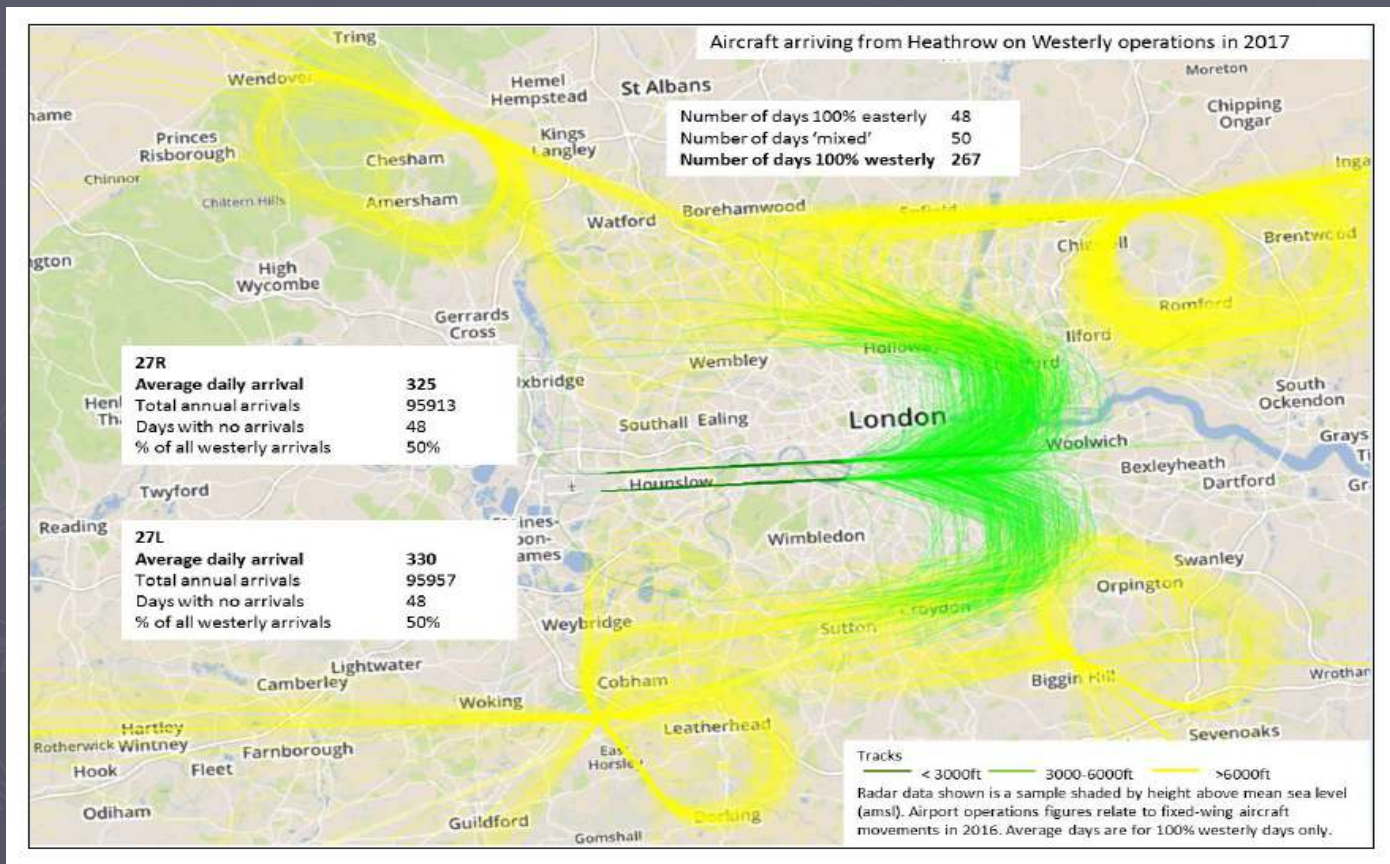 Aircraft arriving from Heathrow on Westerly operations in 2017
Tring
Wendover
Hemel
Hempstead
St Albans
Moreton
Chipping
Ongar
Number of days 100% easterly 48
Number of days 'mixed' 50
Number of days 100% westerly 267
Princes
Risborough
Kings
Langley
Chesham
Chinnor
Chiltern Hills
Amersham
Watford
Borehamwood
Brentwood
High
Wycombe
Romford
Gerrards
Cross
Ilford
Wembley
27R
Average daily arrival 325
Total annual arrivals 95913
Days with no arrivals 48
% of all westerly arrivals 50%
South
Ockendon
Southall Ealing
London
Woolwich
Grays
Bexleyheath
Dartford
Hounslow
Twyford
Reading
Wimbledon
Swanley
Orpington
27L
Average daily arrival 330
Total annual arrivals 95957
Days with no arrivals 48
% of all westerly arrivals 50%
Weybridge
Croydon
Sutton
Lightwater
Camberley
Cobham
Biggin Hill
Wrotham
Woking
Leatherhead
Hartley
Rotherwick Wintney
Farnborough
Sevenoaks
Hook
Fleet
Odiham
Guildford
Dorking
Gomshall
Tracks
< 3000ft 3000-6000ft >6000ft
Radar data shown is a sample shaded by height above mean sea level
(amsl). Airport operations figures relate to fixed-wing aircraft
movements in 2016. Average days are for 100% westerly days only.